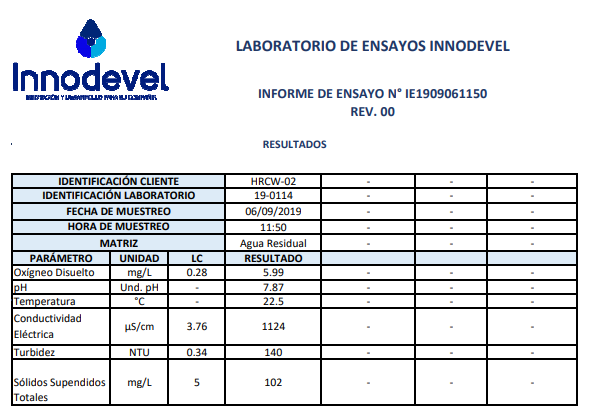 Innodevel
LABORATORIO DE ENSAYOS INNODEVEL
INFORME DE ENSAYO N° IE1909061150
REV. 00
RESULTADOS
IDENTIFICACIÓN CLIENTE HRCW-02 - - -
IDENTIFICACIÓN LABORATORIO 19-0114 - - -
FECHA DE MUESTREO 06/09/2019 - - -
HORA DE MUESTREO 11:50 - - -
MATRIZ Agua Residual - - -
PARÁMETRO UNIDAD LC RESULTADO
Oxígneo Disuelto mg/L 0.28 5.99 - - -
pH Und. pH - 7.87 - - -
Temperatura °C - 22.5 - - -
Conductividad
Eléctrica µS/cm 3.76 1124 - - -
Turbidez NTU 0.34 140 - - -
Sólidos Supendidos
Totales mg/L 5 102 - - -